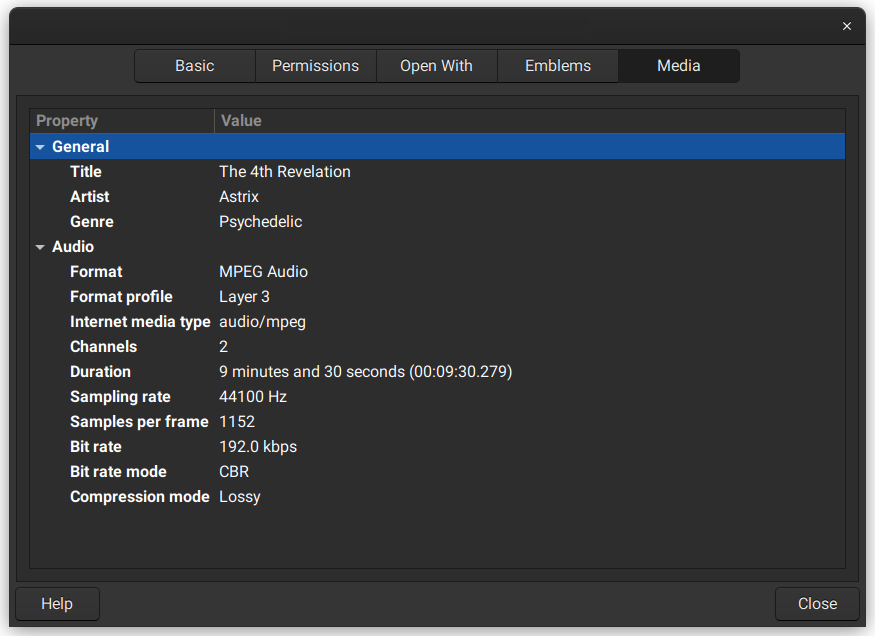 ×
Basic Permissions Open With Emblems Media
Property Value
General
Title The 4th Revelation
Artist Astrix
Genre Psychedelic
Audio
Format MPEG Audio
Format profile Layer 3
Internet media type audio/mpeg
Channels 2
Duration 9 minutes and 30 seconds (00:09:30.279)
Sampling rate 44100 Hz
Samples per frame 1152
Bit rate 192.0 kbps
Bit rate mode CBR
Compression mode Lossy
Help Close